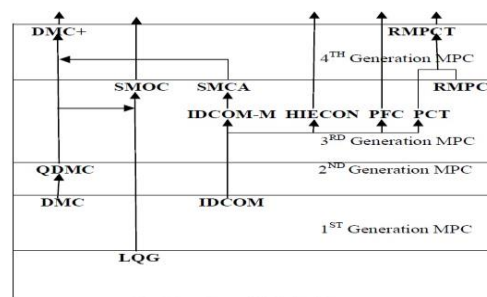 DMC+ RMPCT
4TH Generation MPC
SMOC SMCA RMPC
IDCOM-M HIECON PFC PCT
3RD Generation MPC
QDMC 2ND Generation MPC
DMC IDCOM
1ST Generation MPC
LQG